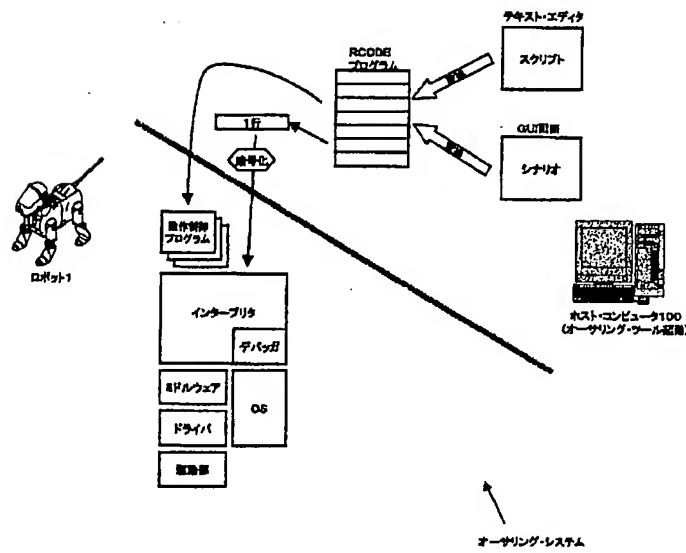 テキスト・エディタ
スクリプト
RCODE
プログラム
1行
暗号化
GUI画面
シナリオ
動作制御
プログラム
ロボット1
インタープリタ
デバッガ
ミドルウェア
OS
ドライバ
駆動部
ホスト・コンピュータ100
(オーサリング・ツール起動)
オーサリング・システム